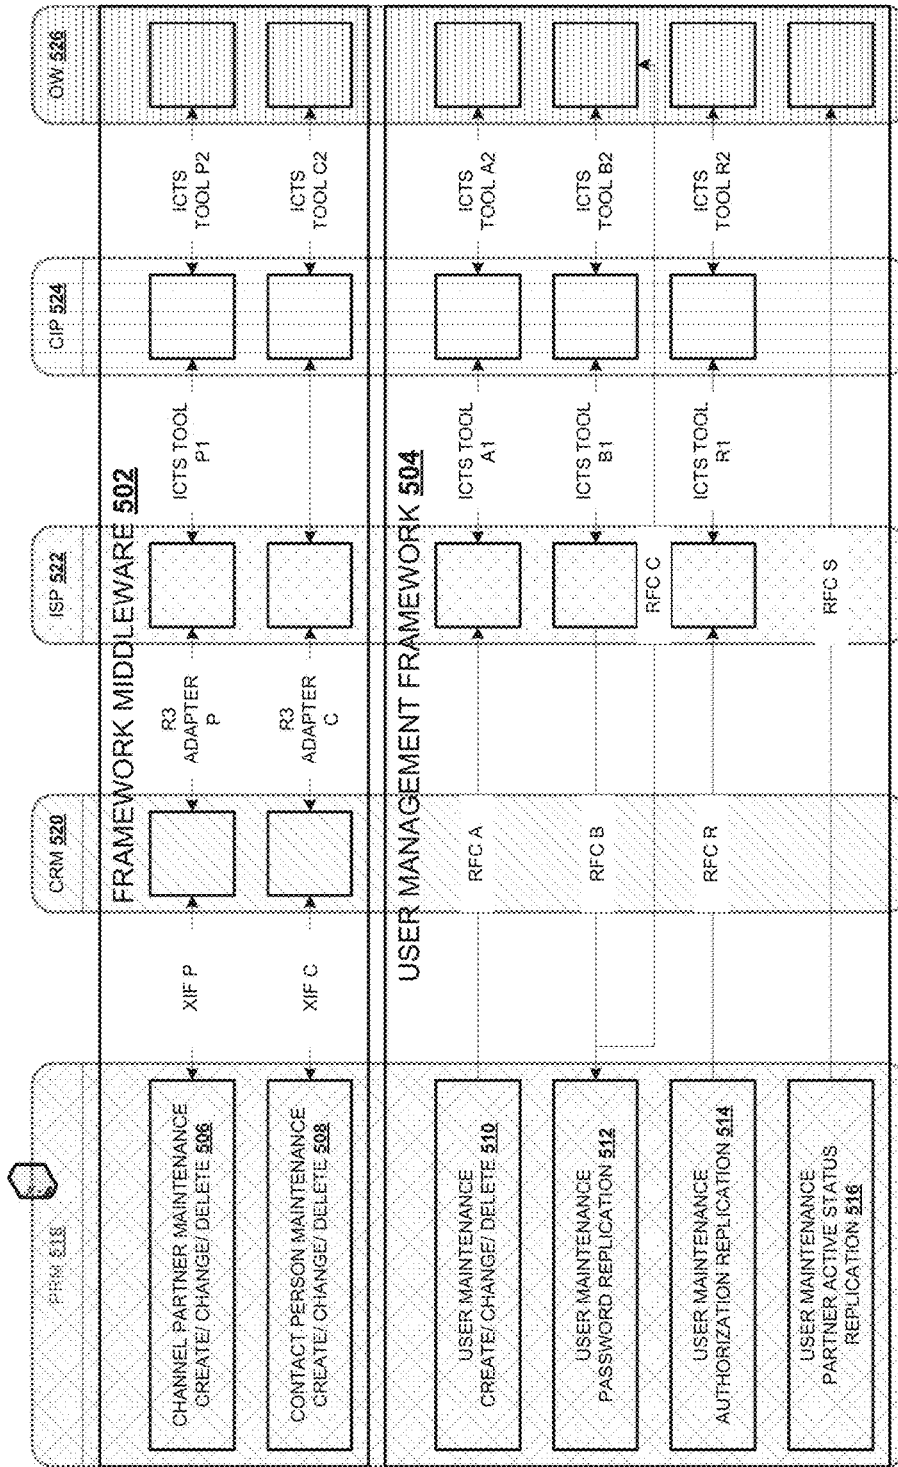 PRM 518
CRM 520
ISP 522
CIP 524
OW 526
FRAMEWORK MIDDLEWARE 502
CHANNEL PARTNER MAINTENANCE
CREATE/ CHANGE/ DELETE 506
XIF P
R3
ADAPTER
P
ICTS TOOL
P1
ICTS
TOOL P2
CONTACT PERSON MAINTENANCE
CREATE/ CHANGE/ DELETE 508
XIF C
R3
ADAPTER
C
ICTS
TOOL C2
USER MANAGEMENT FRAMEWORK 504
USER MAINTENANCE
CREATE/ CHANGE/ DELETE 510
RFC A
ICTS TOOL
A1
ICTS
TOOL A2
USER MAINTENANCE
PASSWORD REPLICATION 512
RFC B
ICTS TOOL
B1
ICTS
TOOL B2
RFC C
USER MAINTENANCE
AUTHORIZATION REPLICATION 514
RFC R
ICTS TOOL
R1
ICTS
TOOL R2
USER MAINTENANCE
PARTNER ACTIVE STATUS
REPLICATION 516
RFC S